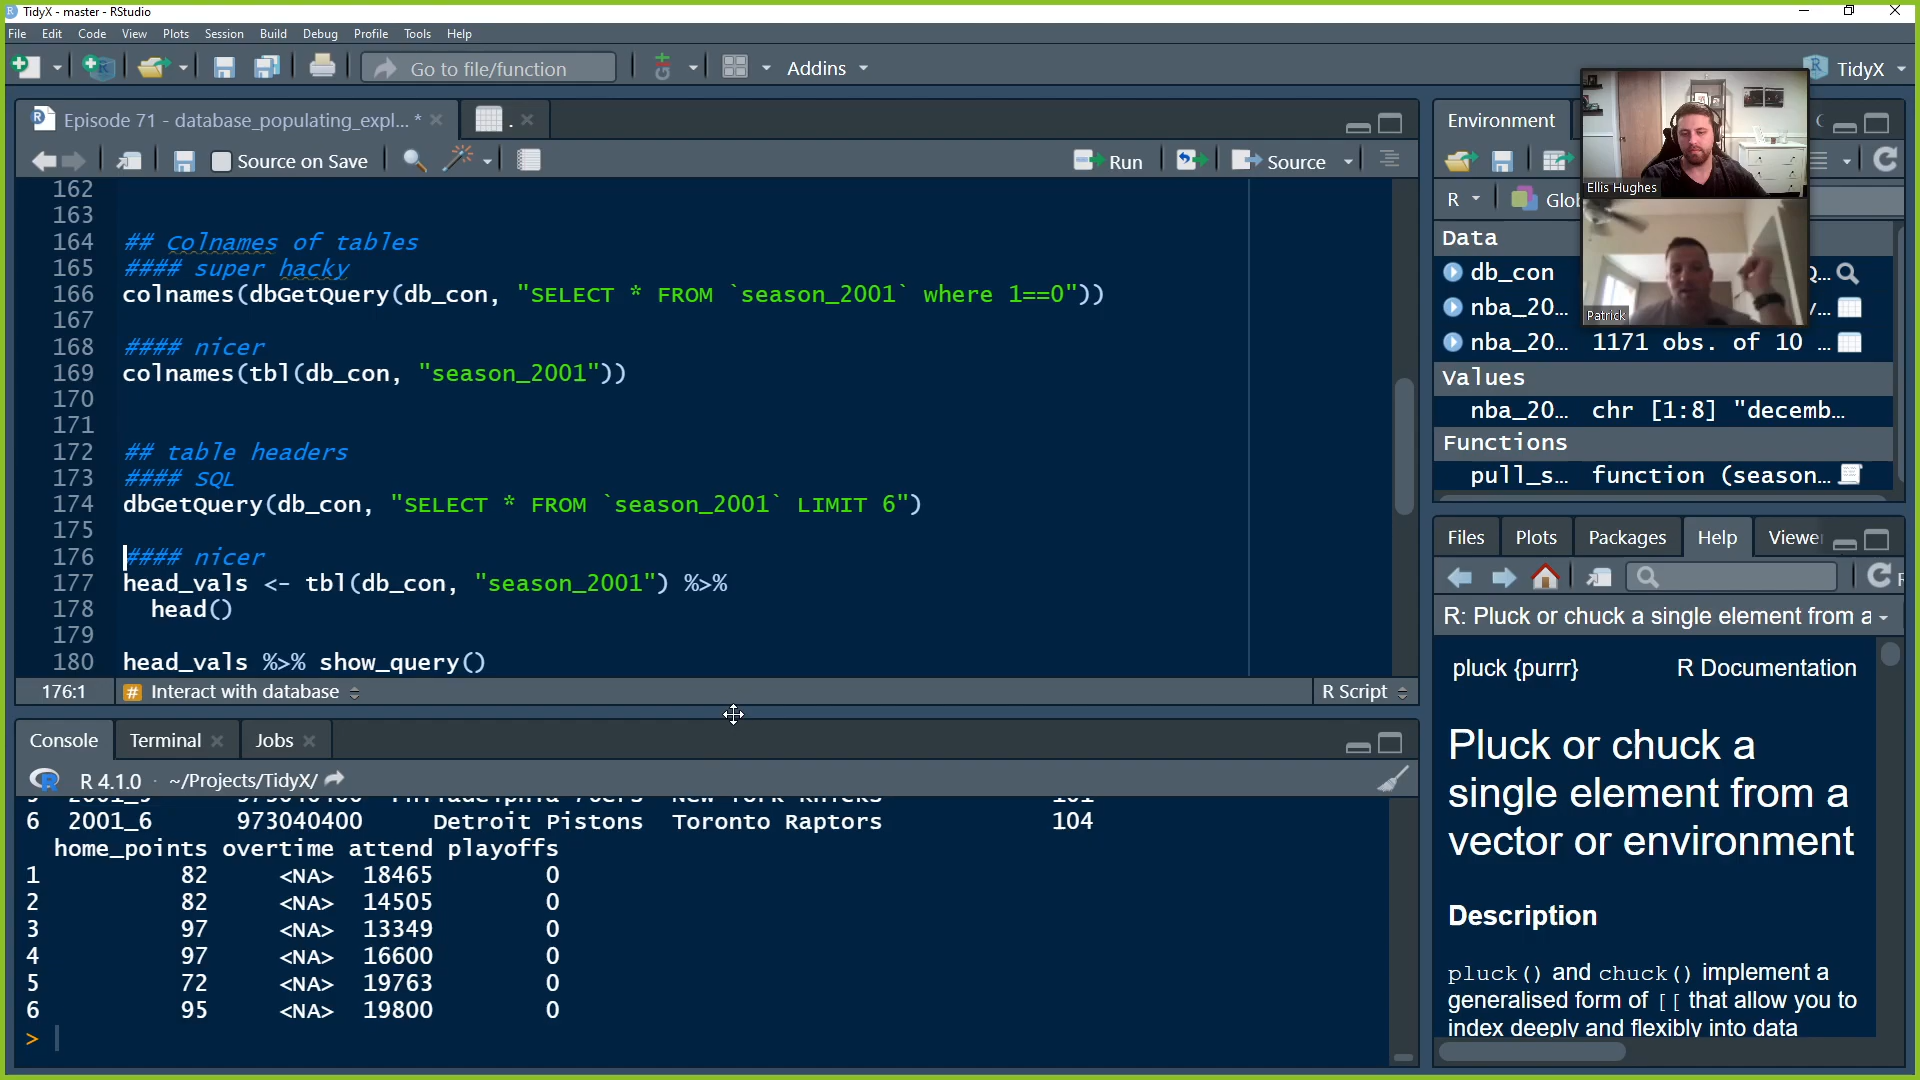 TidyX - master - RStudio
File Edit Code View Plots Session Build Debug Profile Tools Help
Go to file/function
Addins
TidyX
Episode 71 - database_populating_expl... *
.
Source on Save
Run
Source
162
163
164 ## Colnames of tables
165 #### super hacky
166 colnames(dbGetQuery(db_con, "SELECT * FROM `season_2001` where 1==0"))
167
168 #### nicer
169 colnames(tbl(db_con, "season_2001"))
170
171
172 ## table headers
173 #### SQL
174 dbGetQuery(db_con, "SELECT * FROM `season_2001` LIMIT 6")
175
176 #### nicer
177 head_vals <- tbl(db_con, "season_2001") %>%
178 head()
179
180 head_vals %>% show_query()
176:1 # Interact with database R Script
Console Terminal Jobs
R 4.1.0 · ~/Projects/TidyX/
6 2001_6 973040400 Detroit Pistons Toronto Raptors 104
home_points overtime attend playoffs
1 82 <NA> 18465 0
2 82 <NA> 14505 0
3 97 <NA> 13349 0
4 97 <NA> 16600 0
5 72 <NA> 19763 0
6 95 <NA> 19800 0
>
Environment
R
Ellis Hughes
Patrick
Data
db_con
nba_20...
nba_20... 1171 obs. of 10 ...
Values
nba_20... chr [1:8] "decemb...
Functions
pull_s... function (season...
Files Plots Packages Help
R: Pluck or chuck a single element from a
pluck {purrr} R Documentation
Pluck or chuck a
single element from a
vector or environment
Description
pluck() and chuck() implement a
generalised form of [[ that allow you to
index deeply and flexibly into data